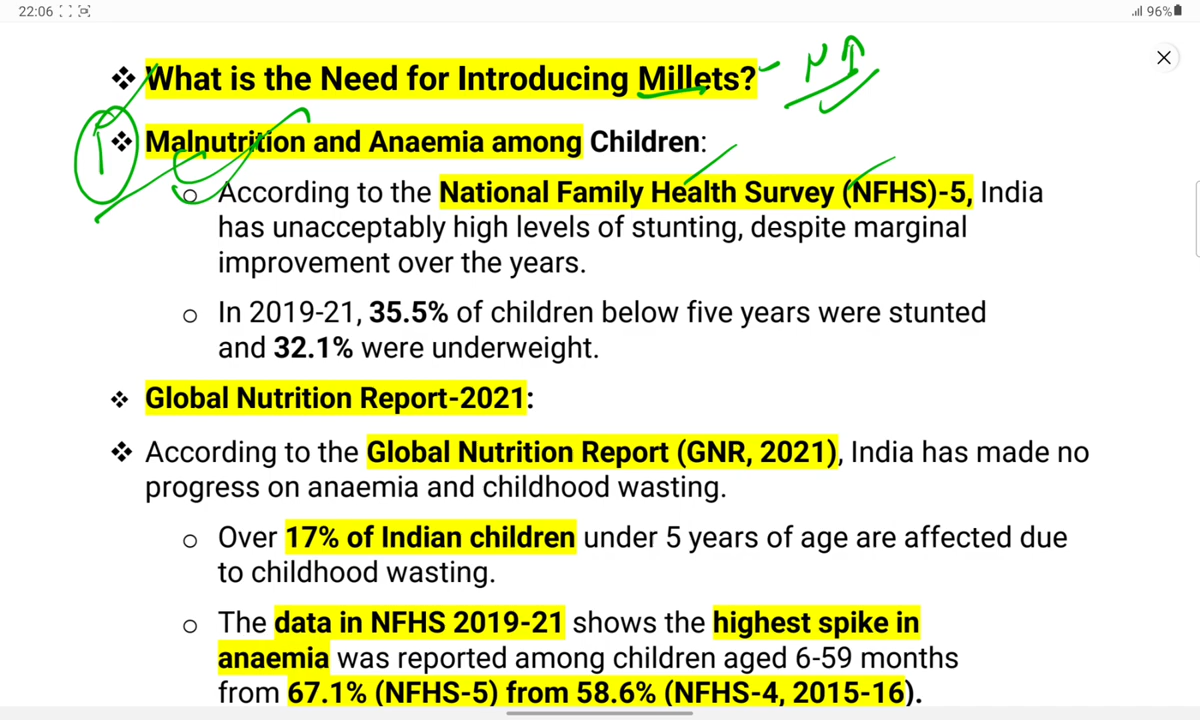 22:06 96%
❖ What is the Need for Introducing Millets? - N↑
❖ Malnutrition and Anaemia among Children:
o According to the National Family Health Survey (NFHS)-5, India
has unacceptably high levels of stunting, despite marginal
improvement over the years.
o In 2019-21, 35.5% of children below five years were stunted
and 32.1% were underweight.
❖ Global Nutrition Report-2021:
❖ According to the Global Nutrition Report (GNR, 2021), India has made no
progress on anaemia and childhood wasting.
o Over 17% of Indian children under 5 years of age are affected due
to childhood wasting.
o The data in NFHS 2019-21 shows the highest spike in
anaemia was reported among children aged 6-59 months
from 67.1% (NFHS-5) from 58.6% (NFHS-4, 2015-16).